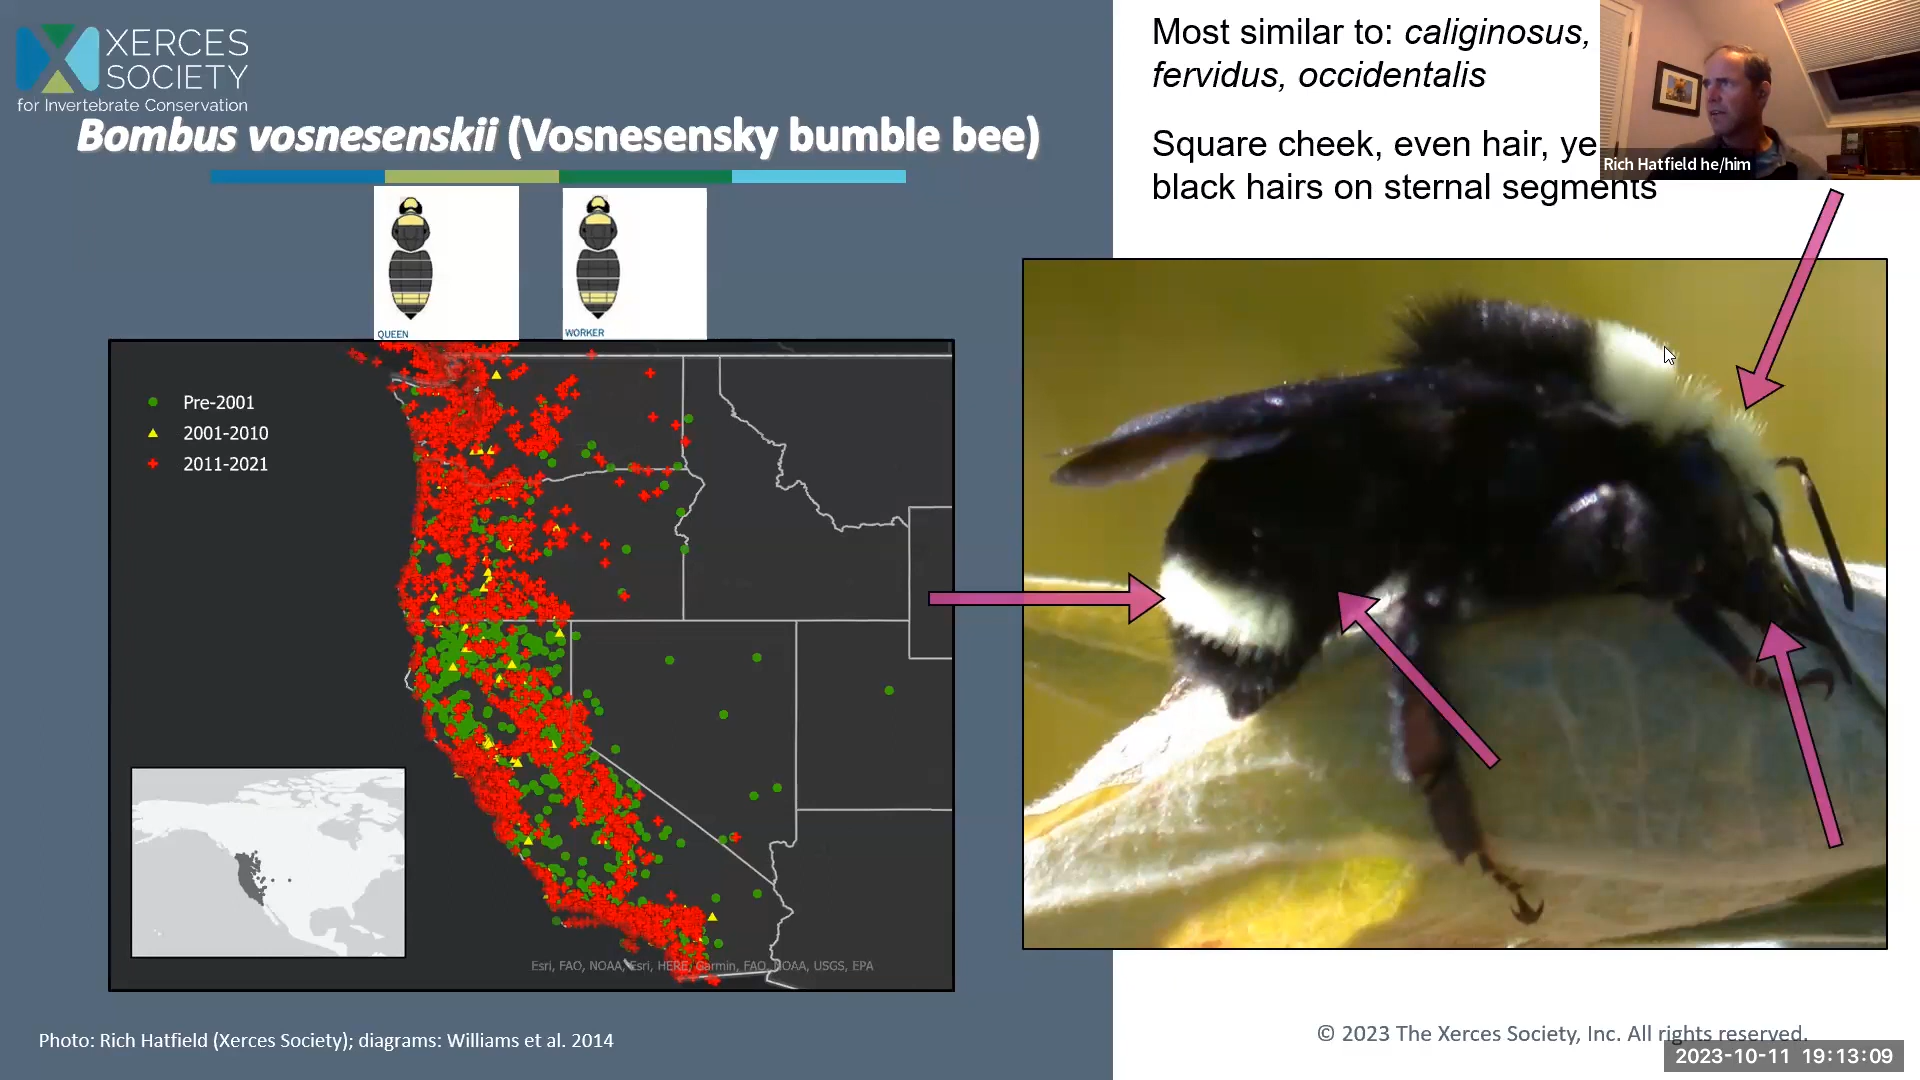 XERCES
SOCIETY
for Invertebrate Conservation
Bombus vosnesenskii (Vosnesensky bumble bee)
QUEEN
WORKER
Pre-2001
2001-2010
2011-2021
Esri, FAO, NOAA, Esri, HERE, Garmin, FAO, NOAA, USGS, EPA
Photo: Rich Hatfield (Xerces Society); diagrams: Williams et al. 2014
Most similar to: caliginosus,
fervidus, occidentalis
Square cheek, even hair, ye
black hairs on sternal segments
Rich Hatfield he/him
© 2023 The Xerces Society, Inc. All rights reserved.
2023-10-11 19:13:09